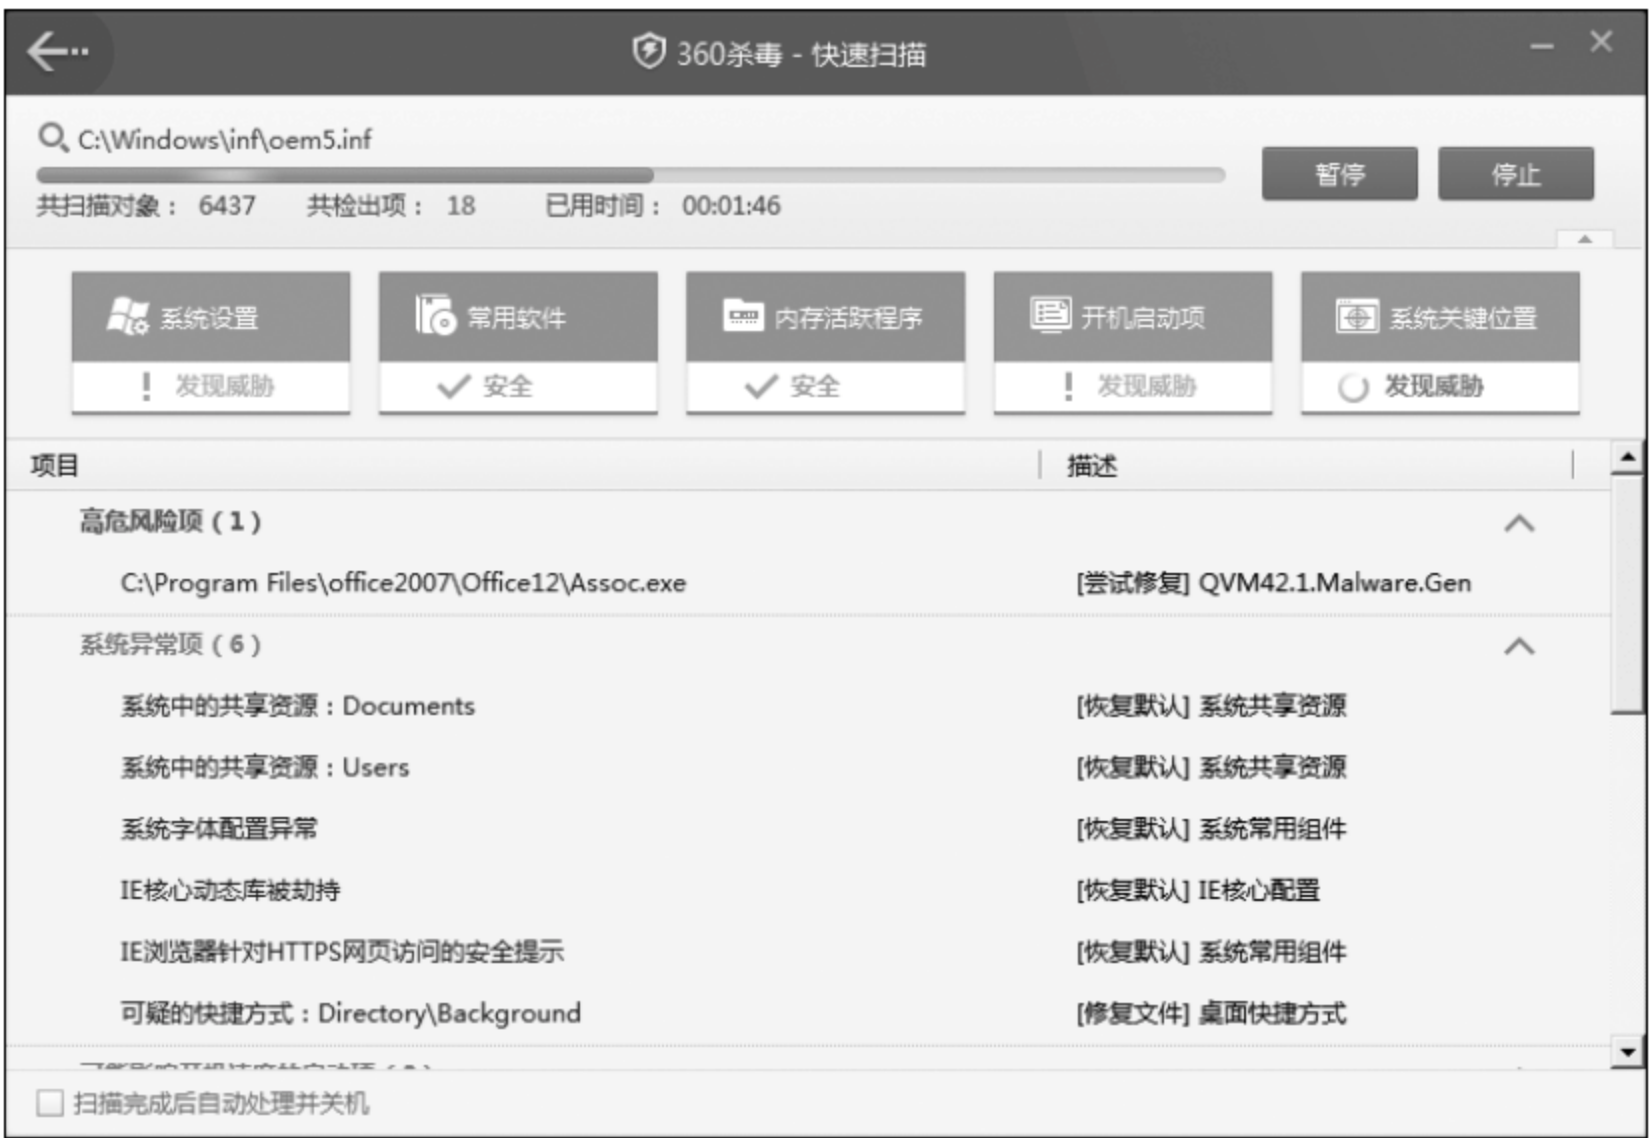 360杀毒 - 快速扫描
C:\Windows\inf\oem5.inf
暂停 停止
共扫描对象： 6437 共检出项： 18 已用时间： 00:01:46
系统设置 常用软件 内存活跃程序 开机启动项 系统关键位置
发现威胁 安全 安全 发现威胁 发现威胁
项目 描述
高危风险项（1）
C:\Program Files\office2007\Office12\Assoc.exe [尝试修复] QVM42.1.Malware.Gen
系统异常项（6）
系统中的共享资源：Documents [恢复默认] 系统共享资源
系统中的共享资源：Users [恢复默认] 系统共享资源
系统字体配置异常 [恢复默认] 系统常用组件
IE核心动态库被劫持 [恢复默认] IE核心配置
IE浏览器针对HTTPS网页访问的安全提示 [恢复默认] 系统常用组件
可疑的快捷方式：Directory\Background [修复文件] 桌面快捷方式
扫描完成后自动处理并关机